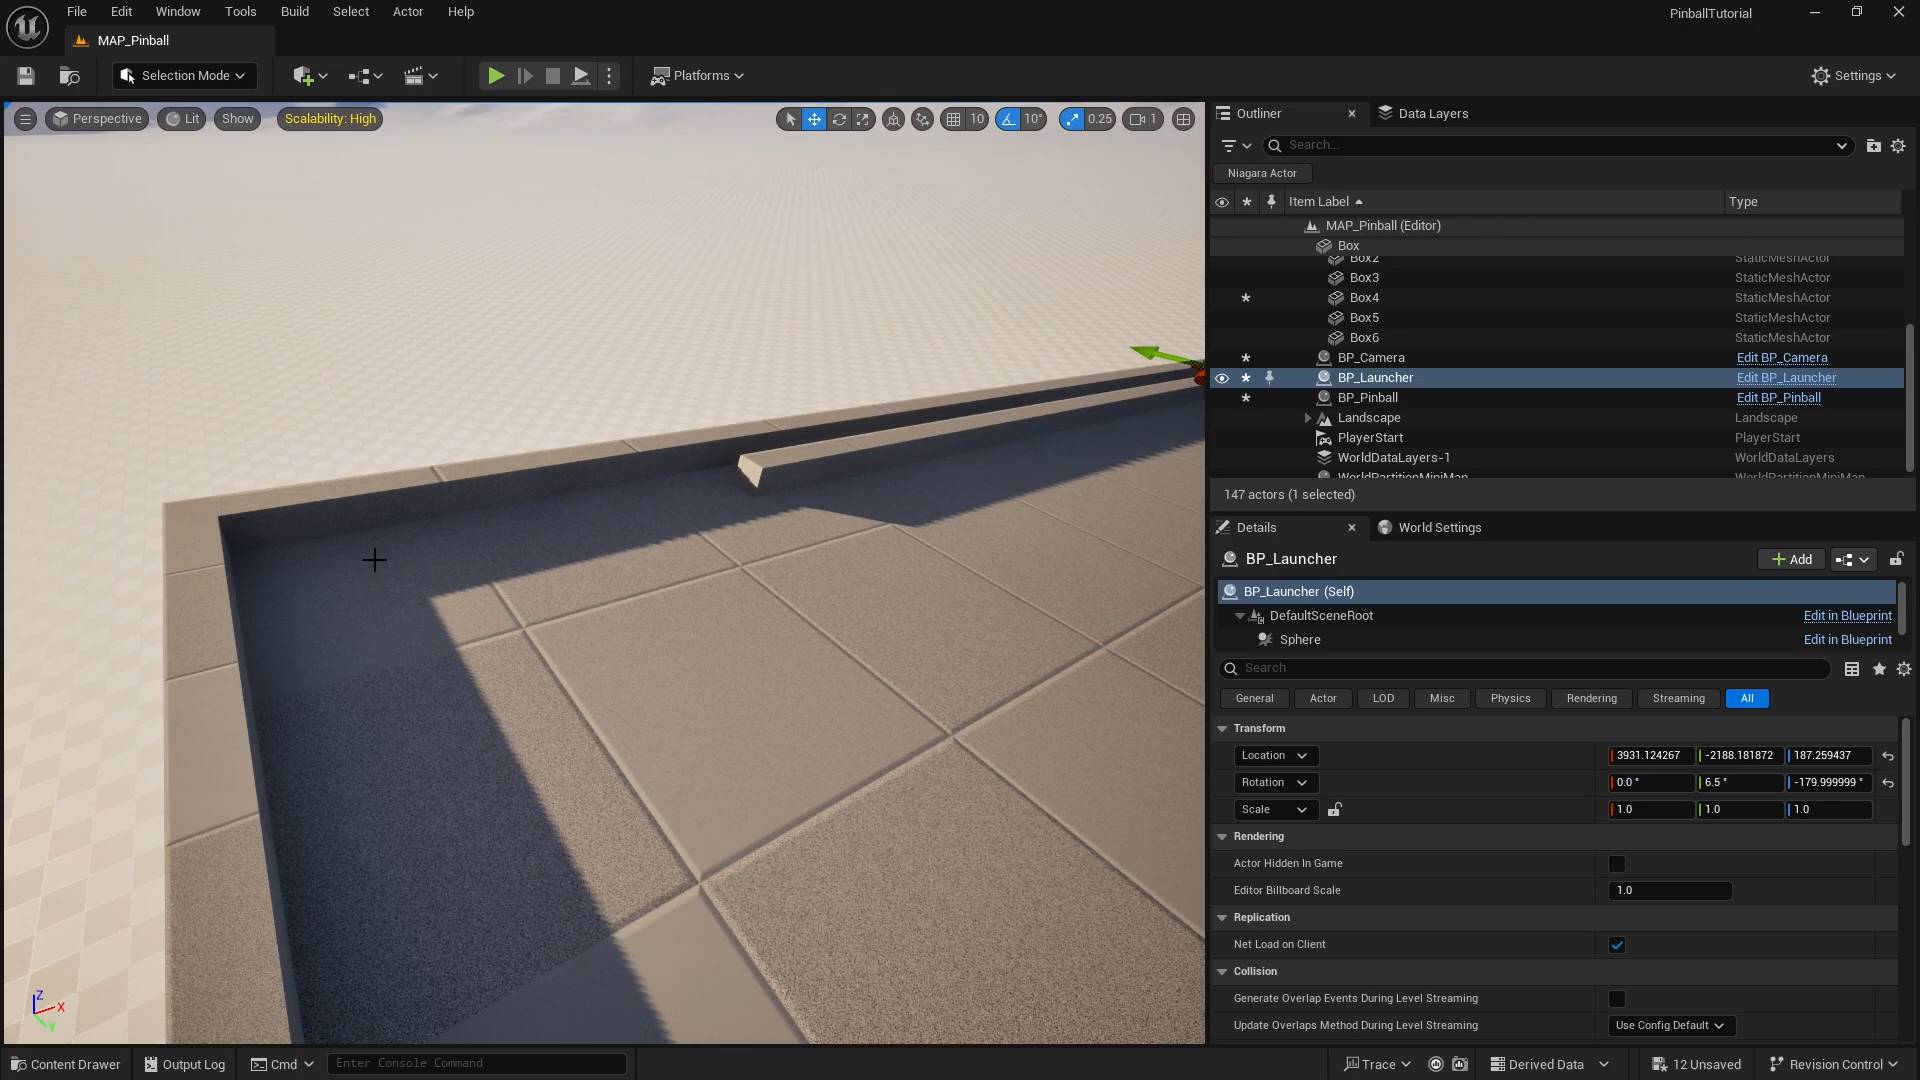 File Edit Window Tools Build Select Actor Help
PinballTutorial
MAP_Pinball
Selection Mode
Platforms
Settings
Perspective Lit Show Scalability: High
10 10° 0.25 1
Outliner Data Layers
Search...
Niagara Actor
Item Label Type
MAP_Pinball (Editor)
Box
Box2 StaticMeshActor
Box3 StaticMeshActor
Box4 StaticMeshActor
Box5 StaticMeshActor
Box6 StaticMeshActor
BP_Camera Edit BP_Camera
BP_Launcher Edit BP_Launcher
BP_Pinball Edit BP_Pinball
Landscape Landscape
PlayerStart PlayerStart
WorldDataLayers-1 WorldDataLayers
WorldPartitionMiniMap WorldPartitionMiniMap
147 actors (1 selected)
Details World Settings
BP_Launcher
Add
BP_Launcher (Self)
DefaultSceneRoot Edit in Blueprint
Sphere Edit in Blueprint
Search
General Actor LOD Misc Physics Rendering Streaming All
Transform
Location 3931.124267 -2188.181872 187.259437
Rotation 0.0 ° 6.5 ° -179.999999 °
Scale 1.0 1.0 1.0
Rendering
Actor Hidden In Game
Editor Billboard Scale 1.0
Replication
Net Load on Client
Collision
Generate Overlap Events During Level Streaming
Update Overlaps Method During Level Streaming Use Config Default
Z
X
Y
Content Drawer Output Log Cmd Enter Console Command
Trace Derived Data 12 Unsaved Revision Control